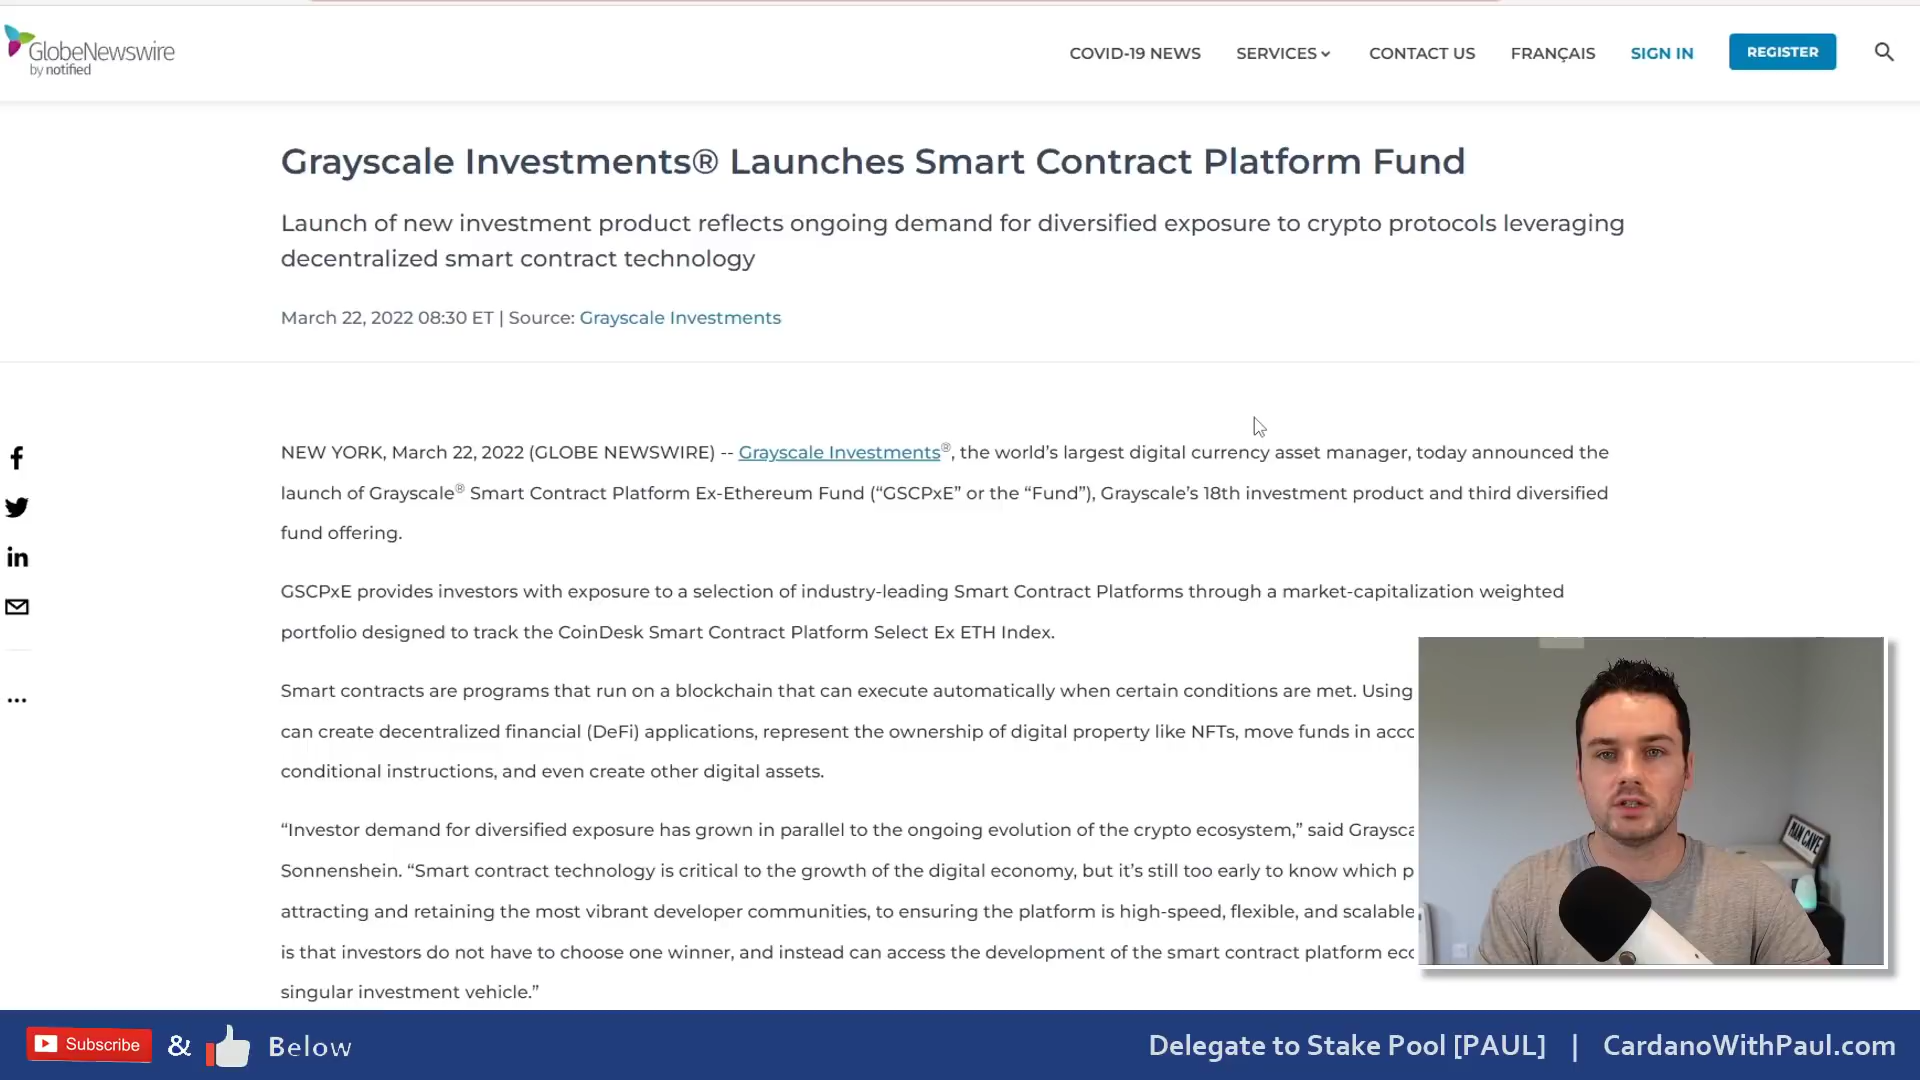 GlobeNewswire
by notified
COVID-19 NEWS SERVICES CONTACT US FRANÇAIS SIGN IN REGISTER
Grayscale Investments® Launches Smart Contract Platform Fund
Launch of new investment product reflects ongoing demand for diversified exposure to crypto protocols leveraging
decentralized smart contract technology
March 22, 2022 08:30 ET | Source: Grayscale Investments
NEW YORK, March 22, 2022 (GLOBE NEWSWIRE) -- Grayscale Investments®, the world’s largest digital currency asset manager, today announced the
launch of Grayscale® Smart Contract Platform Ex-Ethereum Fund (“GSCPxE” or the “Fund”), Grayscale’s 18th investment product and third diversified
fund offering.
GSCPxE provides investors with exposure to a selection of industry-leading Smart Contract Platforms through a market-capitalization weighted
portfolio designed to track the CoinDesk Smart Contract Platform Select Ex ETH Index.
Smart contracts are programs that run on a blockchain that can execute automatically when certain conditions are met. Using
can create decentralized financial (DeFi) applications, represent the ownership of digital property like NFTs, move funds in acco
conditional instructions, and even create other digital assets.
“Investor demand for diversified exposure has grown in parallel to the ongoing evolution of the crypto ecosystem,” said Graysca
Sonnenshein. “Smart contract technology is critical to the growth of the digital economy, but it’s still too early to know which p
attracting and retaining the most vibrant developer communities, to ensuring the platform is high-speed, flexible, and scalable
is that investors do not have to choose one winner, and instead can access the development of the smart contract platform eco
singular investment vehicle.”
MAN CAVE
Subscribe & Below
Delegate to Stake Pool [PAUL] | CardanoWithPaul.com